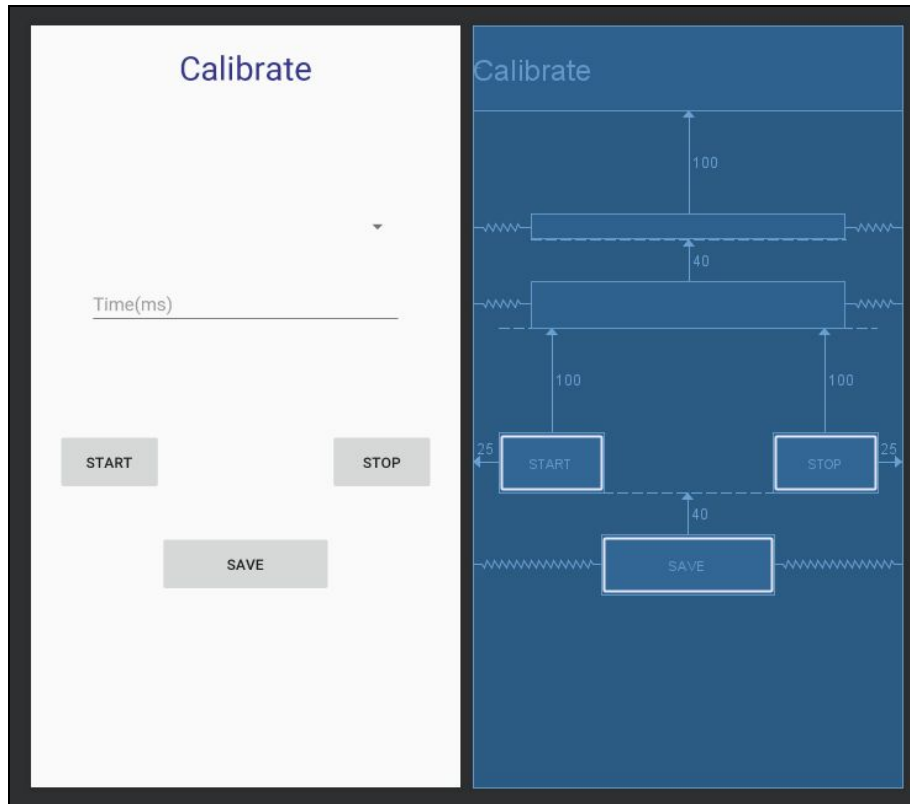 Calibrate
Time(ms)
START STOP
SAVE
Calibrate
100
40
100 100
25 START STOP 25
40
SAVE